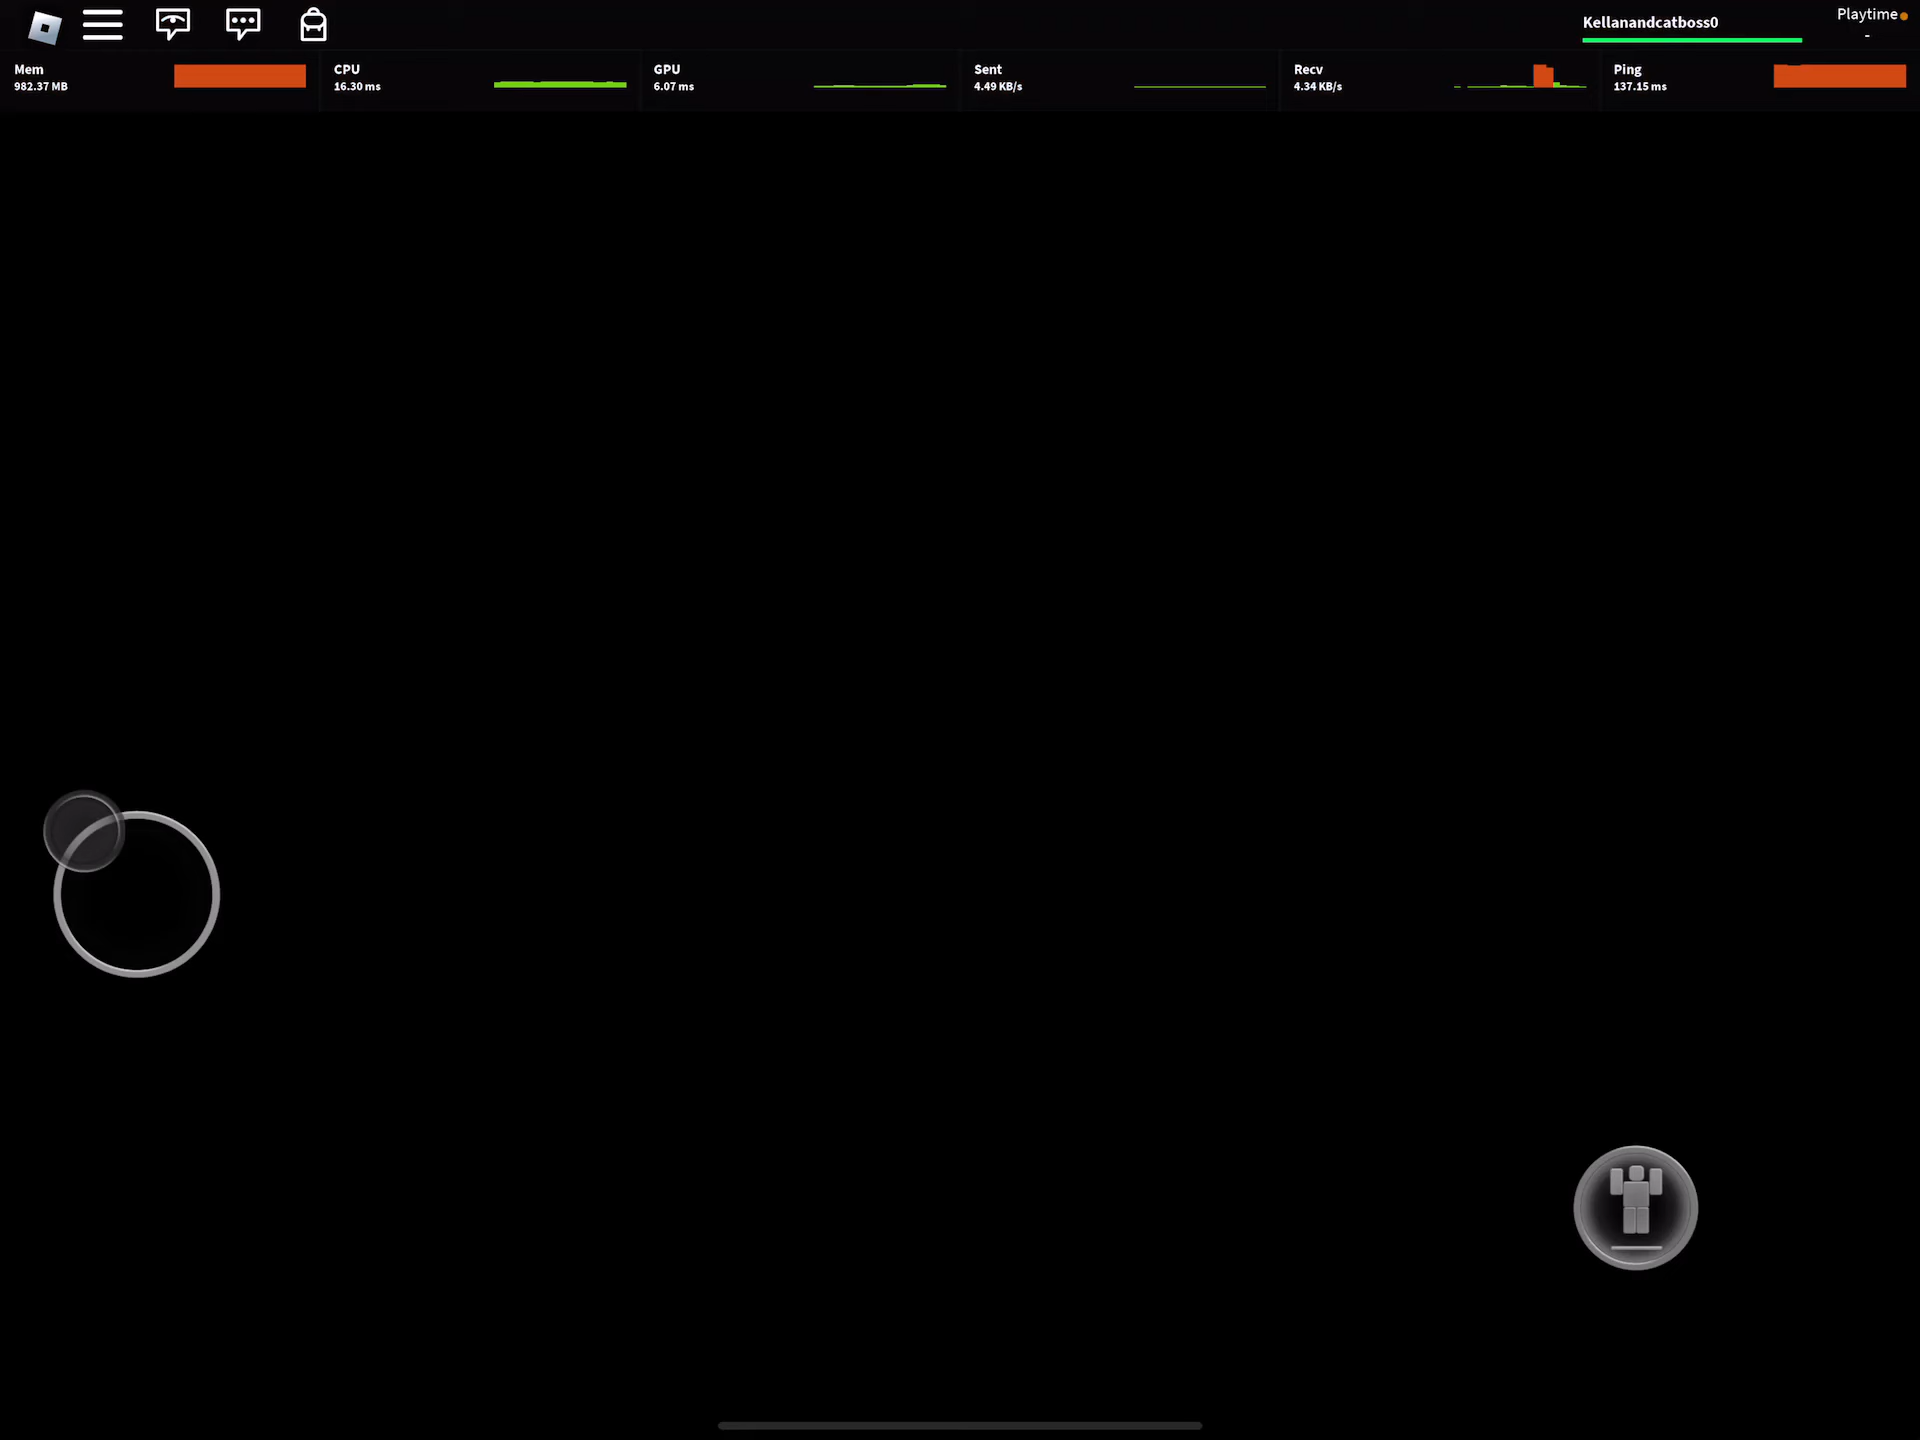 Kellanandcatboss0
Playtime
-
Mem
982.37 MB
CPU
16.30 ms
GPU
6.07 ms
Sent
4.49 KB/s
Recv
4.34 KB/s
Ping
137.15 ms